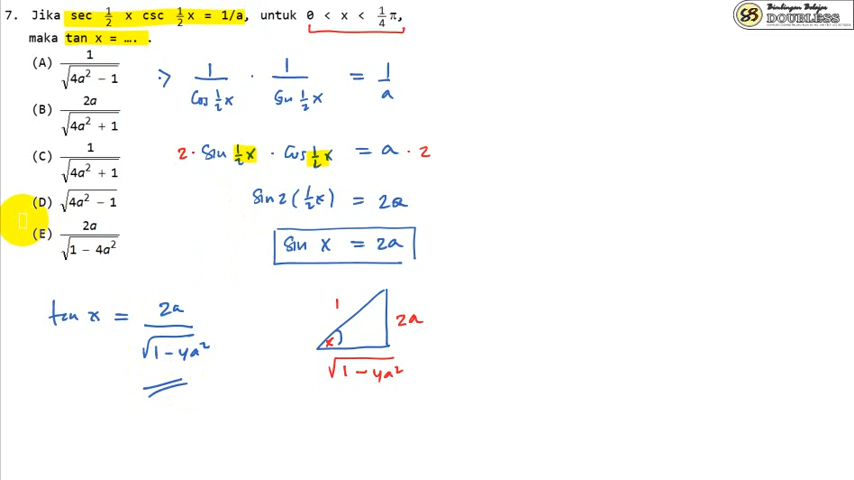 Bimbingan Belajar
DOUBLESS
7. Jika sec 1/2 x csc 1/2x = 1/a, untuk 0 < x < 1/4π,
maka tan x = ….
(A) 1/√(4a² − 1)
(B) 2a/√(4a² + 1)
(C) 1/√(4a² + 1)
(D) √(4a² − 1)
(E) 2a/√(1 − 4a²)
1/cos 1/2x · 1/sin 1/2x = 1/a
2 · sin 1/2x · cos 1/2x = a · 2
sin 2(1/2x) = 2a
sin x = 2a
tan x = 2a/√(1−4a²)
1
2a
x
√(1−4a²)